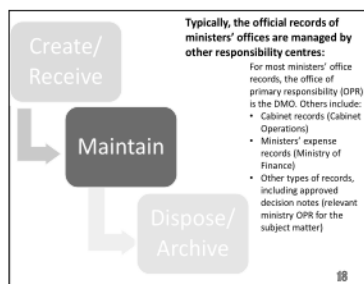 Create/
Receive
Maintain
Dispose/
Archive
Typically, the official records of
ministers' offices are managed by
other responsibility centres:
For most ministers' office
records, the office of
primary responsibility (OPR)
is the DMO. Others include:
• Cabinet records (Cabinet
Operations)
• Ministers' expense
records (Ministry of
Finance)
• Other types of records,
including approved
decision notes (relevant
ministry OPR for the
subject matter)
18